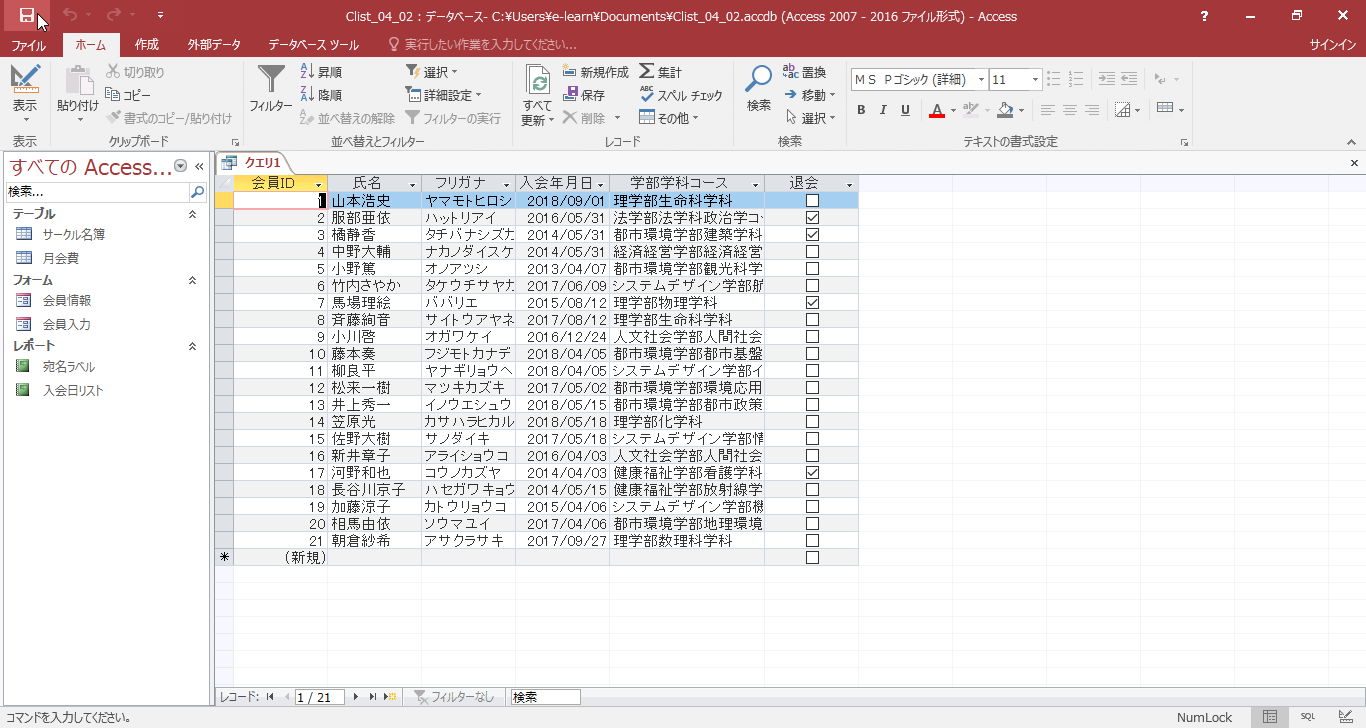 Clist_04_02 : データベース- C:¥Users¥e-learn¥Documents¥Clist_04_02.accdb (Access 2007 - 2016 ファイル形式) - Access
?
ファイル ホーム 作成 外部データ データベース ツール 実行したい作業を入力してください... サインイン
表示
表示
貼り付け
切り取り
コピー
書式のコピー/貼り付け
クリップボード
フィルター
昇順
降順
並べ替えの解除
選択
詳細設定
フィルターの実行
並べ替えとフィルター
すべて
更新
新規作成
保存
削除
集計
スペル チェック
その他
レコード
検索
置換
移動
選択
検索
ＭＳ Ｐゴシック (詳細) 11
B I U A
テキストの書式設定
すべての Access...
検索...
テーブル
サークル名簿
月会費
フォーム
会員情報
会員入力
レポート
宛名ラベル
入会日リスト
クエリ1
会員ID 氏名 フリガナ 入会年月日 学部学科コース 退会
1 山本浩史 ヤマモトヒロシ 2018/09/01 理学部生命科学科
2 服部亜依 ハットリアイ 2016/05/31 法学部法学科政治学コ
3 橘静香 タチバナシズカ 2014/05/31 都市環境学部建築学科
4 中野大輔 ナカノダイスケ 2014/05/31 経済経営学部経済経営
5 小野篤 オノアツシ 2013/04/07 都市環境学部観光科学
6 竹内さやか タケウチサヤカ 2017/06/09 システムデザイン学部航
7 馬場理絵 ババリエ 2015/08/12 理学部物理学科
8 斉藤絢音 サイトウアヤネ 2017/08/12 理学部生命科学科
9 小川啓 オガワケイ 2016/12/24 人文社会学部人間社会
10 藤本奏 フジモトカナデ 2018/04/05 都市環境学部都市基盤
11 柳良平 ヤナギリョウヘ 2018/04/05 システムデザイン学部イ
12 松来一樹 マツキカズキ 2017/05/02 都市環境学部環境応用
13 井上秀一 イノウエシュウ 2018/05/15 都市環境学部都市政策
14 笠原光 カサハラヒカル 2018/05/18 理学部化学科
15 佐野大樹 サノダイキ 2017/05/18 システムデザイン学部情
16 新井章子 アライショウコ 2016/04/03 人文社会学部人間社会
17 河野和也 コウノカズヤ 2014/04/03 健康福祉学部看護学科
18 長谷川京子 ハセガワキョウ 2014/05/15 健康福祉学部放射線学
19 加藤涼子 カトウリョウコ 2015/04/06 システムデザイン学部機
20 相馬由依 ソウマユイ 2017/04/06 都市環境学部地理環境
21 朝倉紗希 アサクラサキ 2017/09/27 理学部数理科学科
* (新規)
レコード: 1 / 21 フィルターなし 検索
コマンドを入力してください。 NumLock SQL